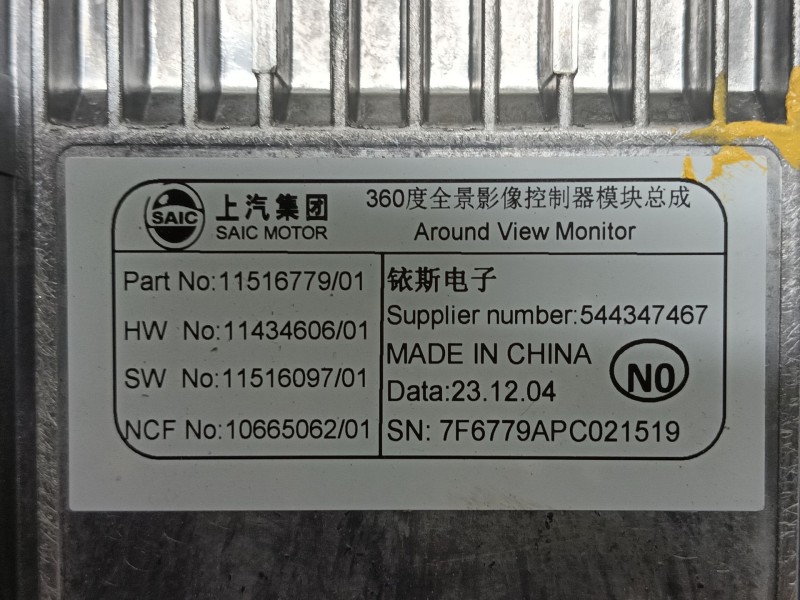 SAIC
上汽集团
SAIC MOTOR
360度全景影像控制器模块总成
Around View Monitor
Part No:11516779/01
HW No:11434606/01
SW No:11516097/01
NCF No:10665062/01
铱斯电子
Supplier number:544347467
MADE IN CHINA
Data:23.12.04
NO
SN: 7F6779APC021519